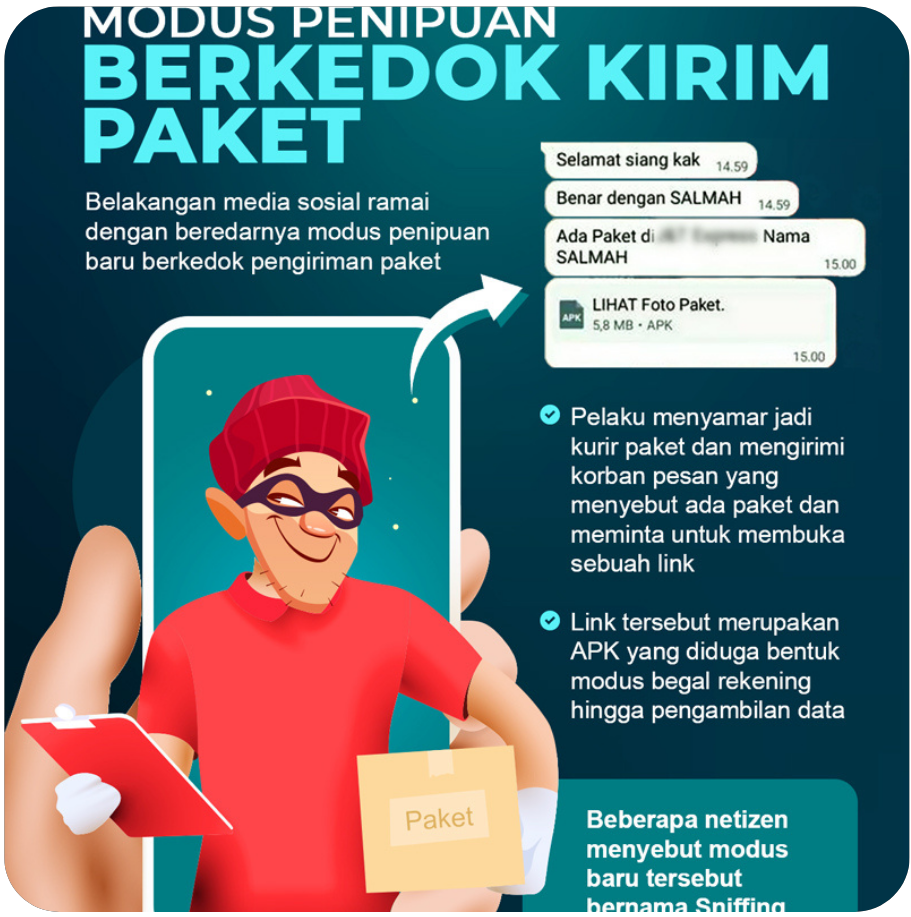 MODUS PENIPUAN
BERKEDOK KIRIM
PAKET
Belakangan media sosial ramai
dengan beredarnya modus penipuan
baru berkedok pengiriman paket
Selamat siang kak 14.59
Benar dengan SALMAH 14.59
Ada Paket di Nama
SALMAH 15.00
APK
LIHAT Foto Paket.
5,8 MB • APK
15.00
Pelaku menyamar jadi
kurir paket dan mengirimi
korban pesan yang
menyebut ada paket dan
meminta untuk membuka
sebuah link
Link tersebut merupakan
APK yang diduga bentuk
modus begal rekening
hingga pengambilan data
Paket
Beberapa netizen
menyebut modus
baru tersebut
bernama Sniffing